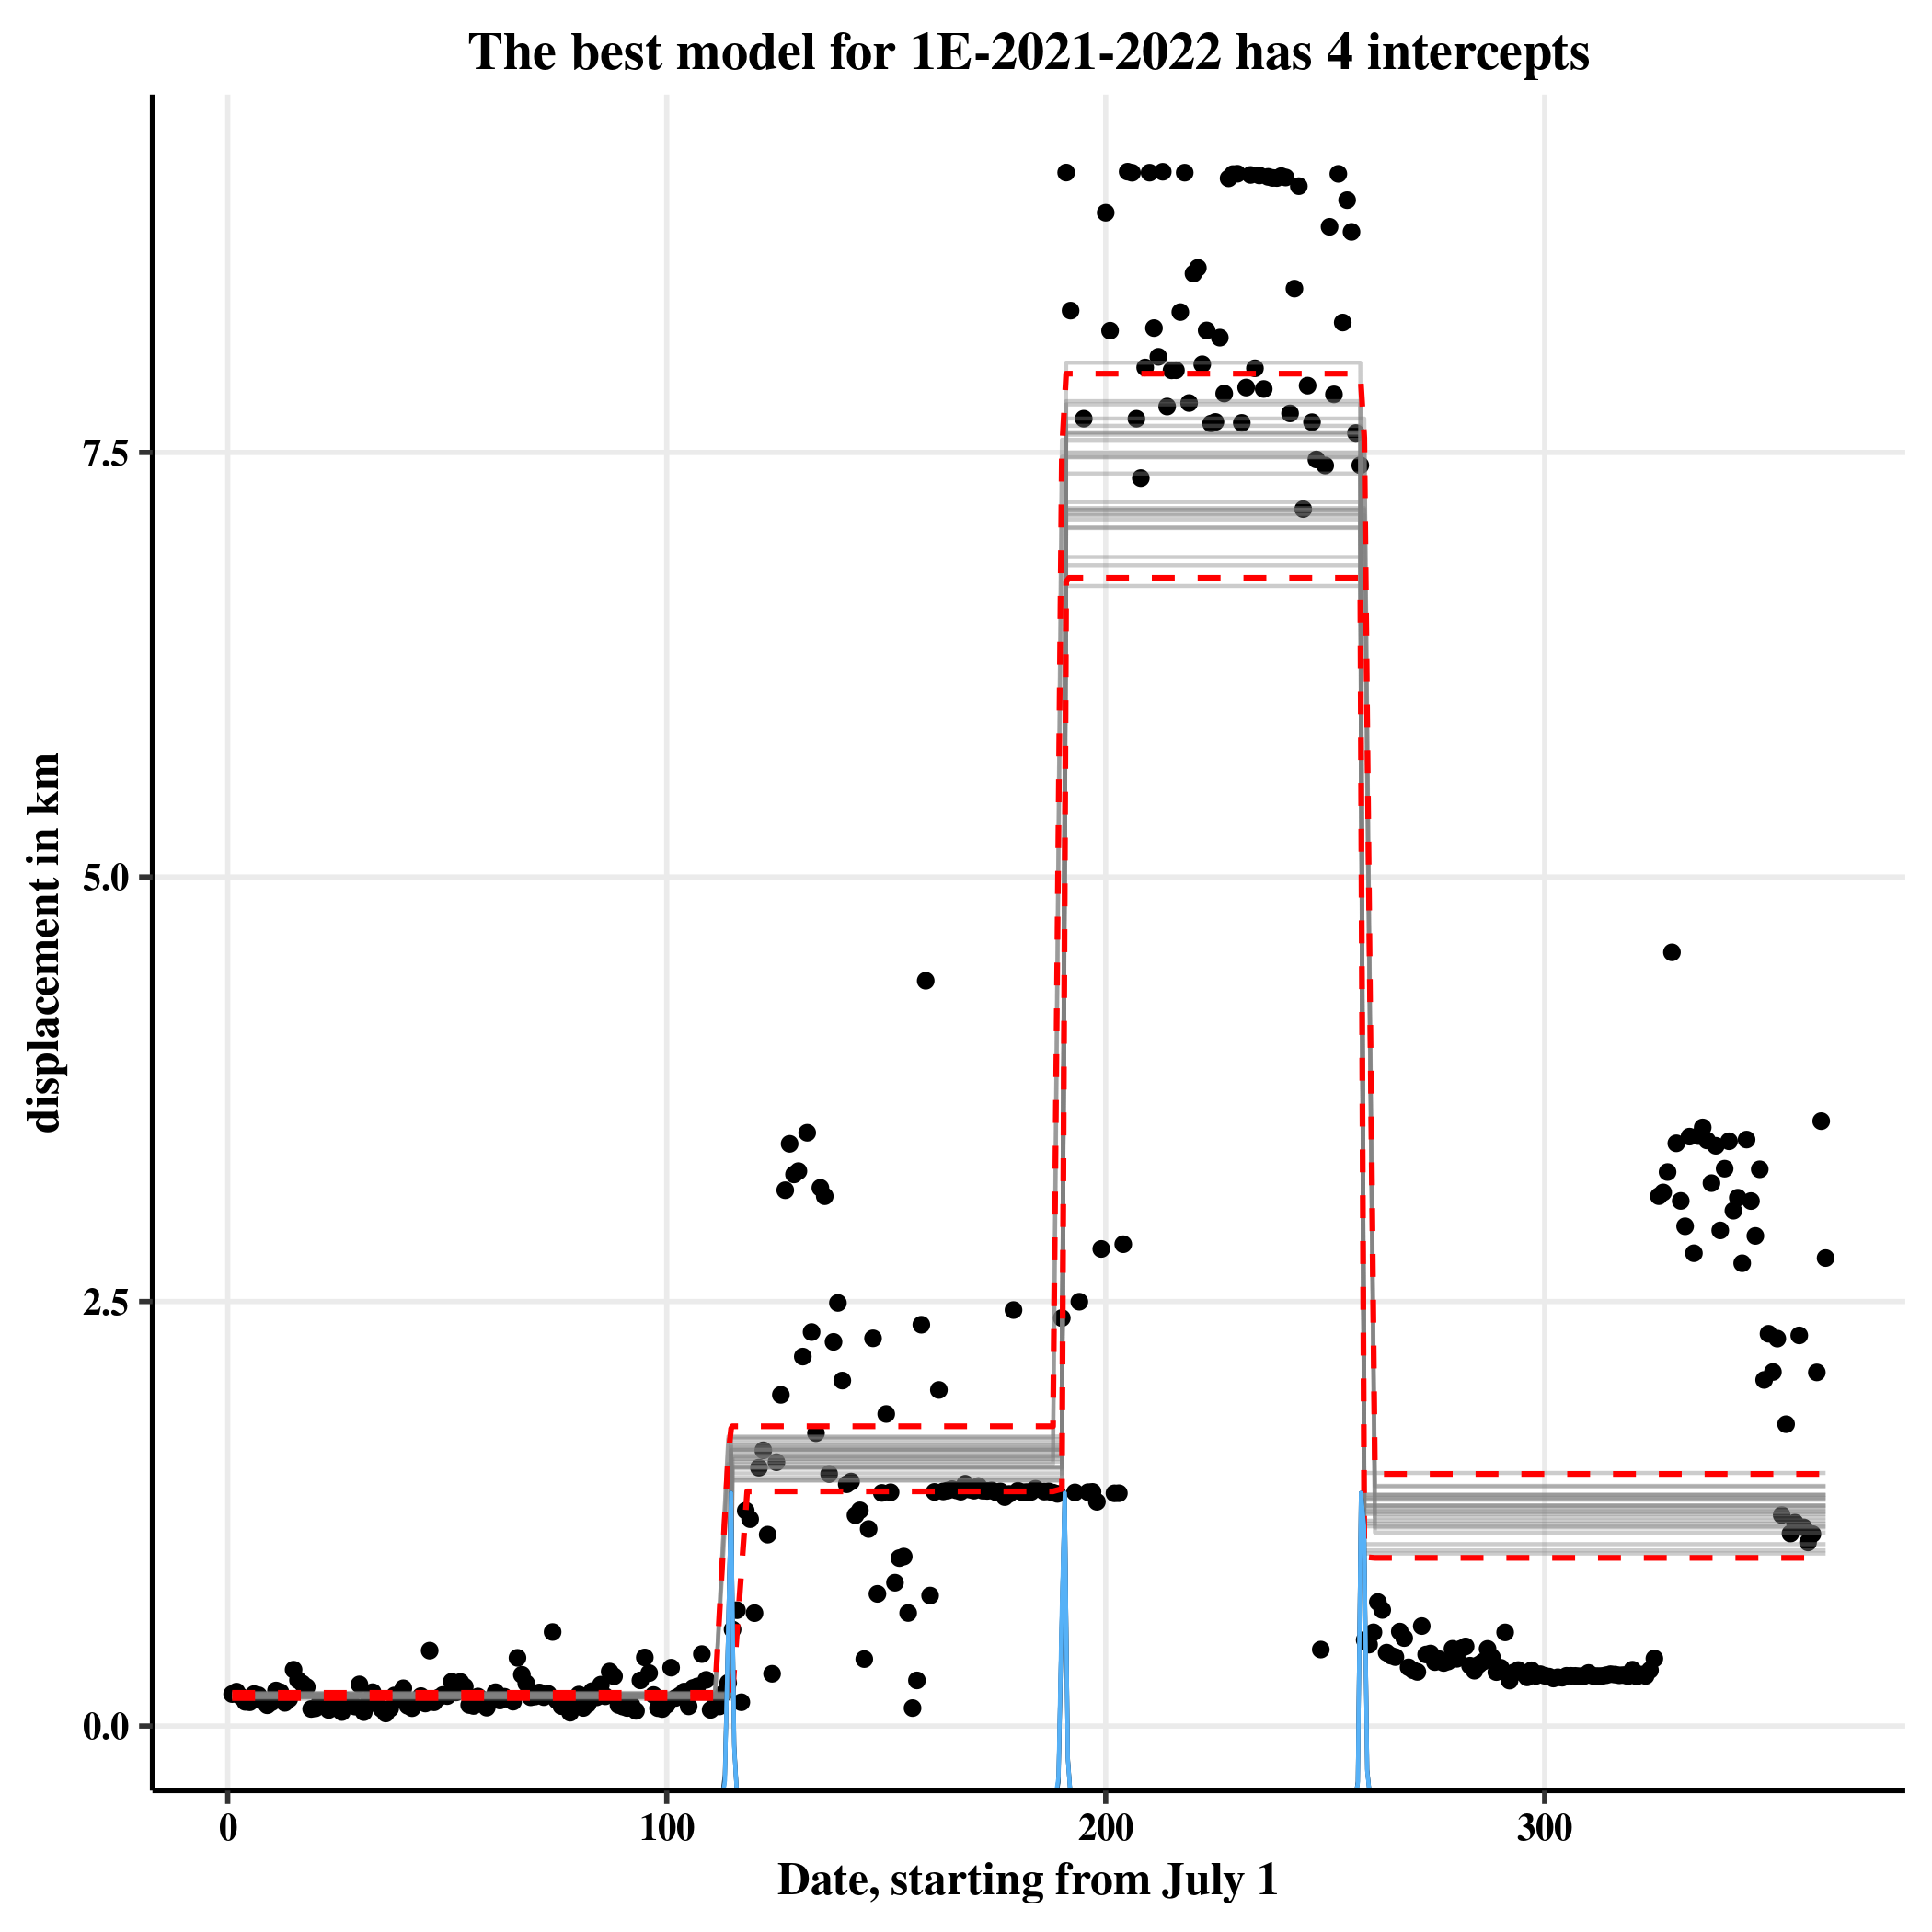 The best model for 1E-2021-2022 has 4 intercepts
displacement in km
7.5
5.0
2.5
0.0
0 100 200 300
Date, starting from July 1